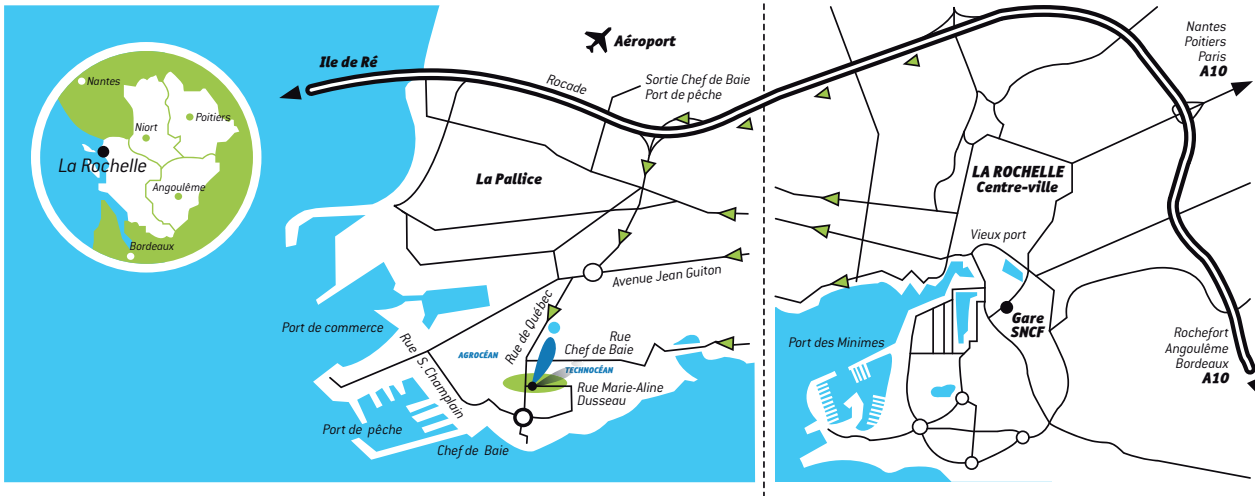 Nantes
Niort
Poitiers
La Rochelle
Angoulême
Bordeaux
Ile de Ré
Aéroport
Rocade
Sortie Chef de Baie
Port de pêche
La Pallice
Avenue Jean Guiton
Port de commerce
Rue S. Champlain
AGROCÉAN
Rue de Québec
Rue
Chef de Baie
Rue
TECHNOCÉAN
Rue Marie-Aline
Dusseau
Port de pêche
Chef de Baie
Nantes
Poitiers
Paris
A10
LA ROCHELLE
Centre-ville
Vieux port
Gare
SNCF
Port des Minimes
Rochefort
Angoulême
Bordeaux
A10